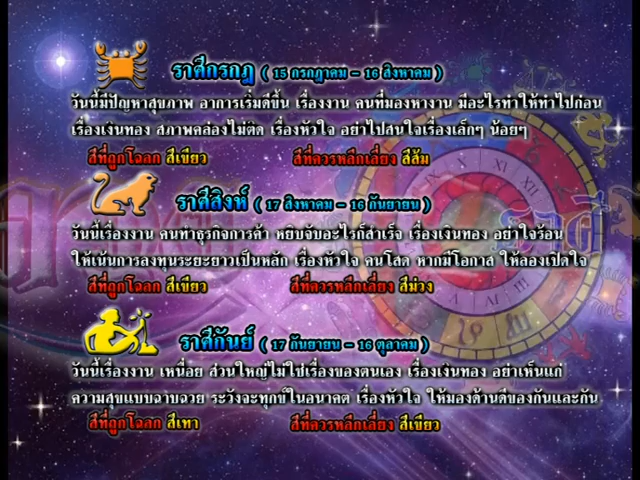 ราศีกรกฎ ( 15 กรกฎาคม - 16 สิงหาคม )
วันนี้มีปัญหาสุขภาพ อาการเริ่มดีขึ้น เรื่องงาน คนที่มองหางาน มีอะไรทำให้ทำไปก่อน
เรื่องเงินทอง สภาพคล่องไม่ติด เรื่องหัวใจ อย่าไปสนใจเรื่องเล็กๆ น้อยๆ
สีที่ถูกโฉลก สีเขียว สีที่ควรหลีกเลี่ยง สีส้ม
ราศีสิงห์ ( 17 สิงหาคม - 16 กันยายน )
วันนี้เรื่องงาน คนทำธุรกิจการค้า หยิบจับอะไรก็สำเร็จ เรื่องเงินทอง อย่าใจร้อน
ให้เน้นการลงทุนระยะยาวเป็นหลัก เรื่องหัวใจ คนโสด หากมีโอกาส ให้ลองเปิดใจ
สีที่ถูกโฉลก สีเขียว สีที่ควรหลีกเลี่ยง สีม่วง
ราศีกันย์ ( 17 กันยายน - 16 ตุลาคม )
วันนี้เรื่องงาน เหนื่อย ส่วนใหญ่ไม่ใช่เรื่องของตนเอง เรื่องเงินทอง อย่าเห็นแก่
ความสุขแบบฉาบฉวย ระวังจะทุกข์ในอนาคต เรื่องหัวใจ ให้มองด้านดีของกันและกัน
สีที่ถูกโฉลก สีเทา สีที่ควรหลีกเลี่ยง สีเขียว